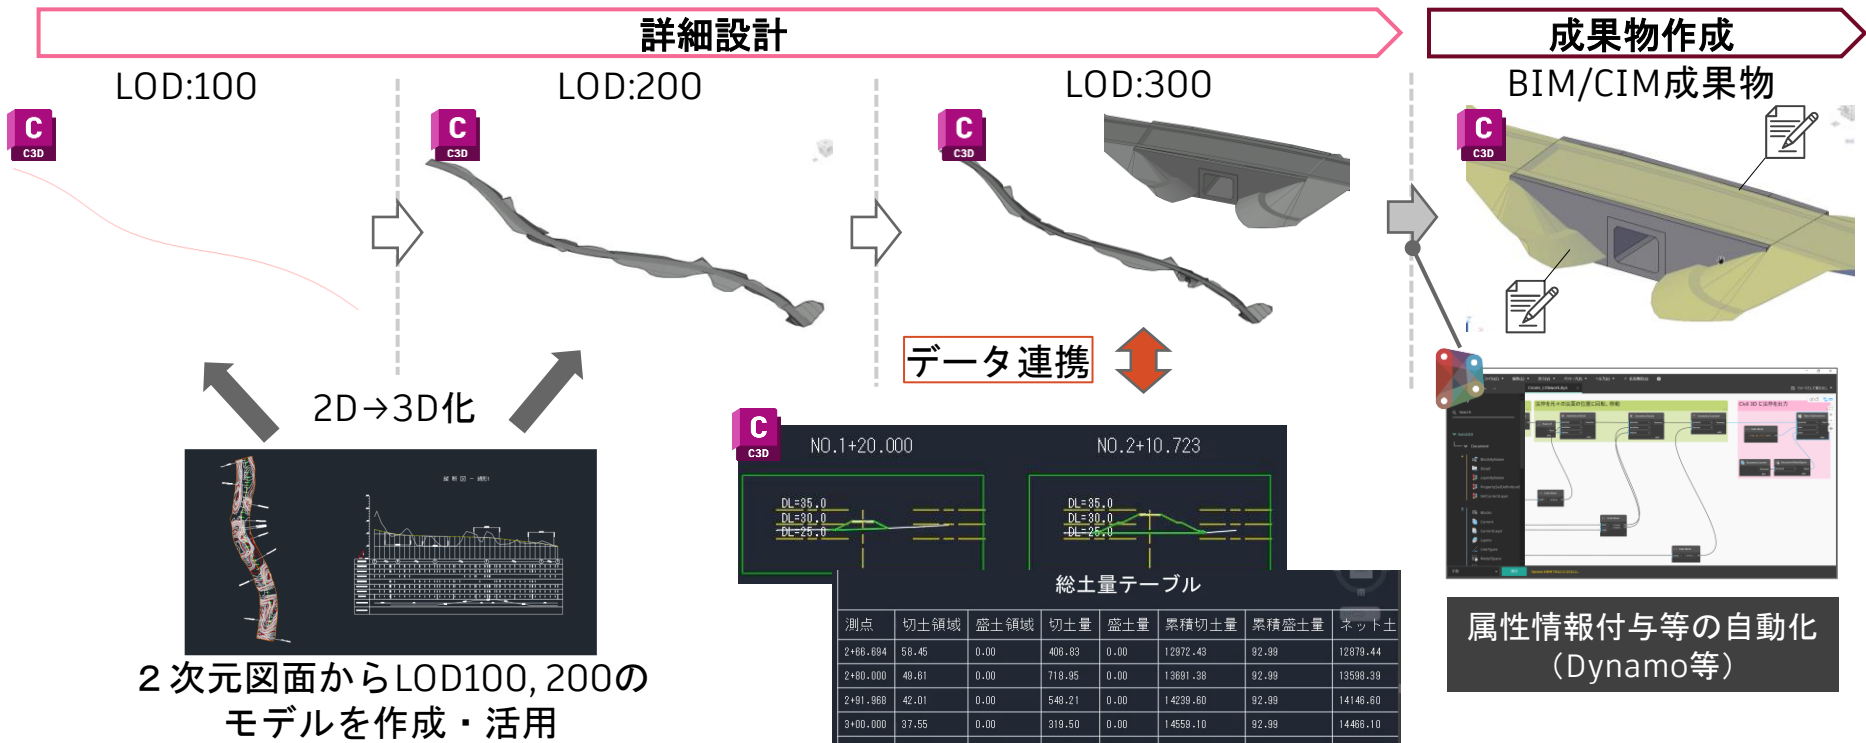 詳細設計
成果物作成
LOD:100
LOD:200
LOD:300
BIM/CIM成果物
C
C3D
C
C3D
C
C3D
C
C3D
データ連携
2D→3D化
２次元図面からLOD100, 200の
モデルを作成・活用
C
C3D
NO.1+20.000
NO.2+10.723
DL=35.0
DL=30.0
DL=25.0
DL=35.0
DL=30.0
DL=25.0
総土量テーブル
測点 切土領域 盛土領域 切土量 盛土量 累積切土量 累積盛土量 ネット土
2+66.694 58.45 0.00 406.83 0.00 12972.43 92.99 12879.44
2+80.000 49.61 0.00 718.95 0.00 13691.38 92.99 13598.39
2+91.968 42.01 0.00 548.21 0.00 14239.60 92.99 14146.60
3+00.000 37.55 0.00 319.50 0.00 14559.10 92.99 14466.10
Search
属性情報付与等の自動化
（Dynamo等）